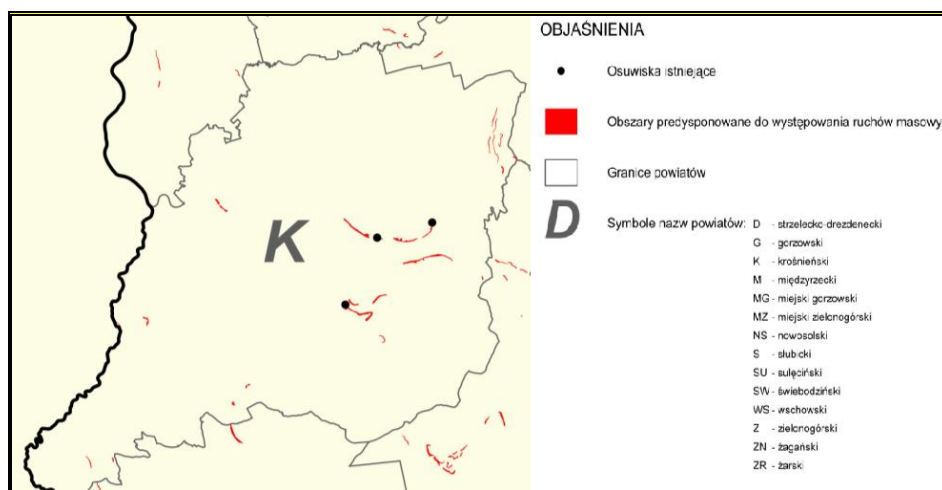 OBJAŚNIENIA
Osuwiska istniejące
Obszary predysponowane do występowania ruchów masowy
Granice powiatów
K
D
Symbole nazw powiatów:
D - strzelecko-drezdenecki
G - gorzowski
K - krośnieński
M - międzyrzecki
MG - miejski gorzowski
MZ - miejski zielonogórski
NS - nowosolski
S - słubicki
SU - sulęciński
SW - świebodziński
WS - wschowski
Z - zielonogórski
ZN - żagański
ZR - żarski